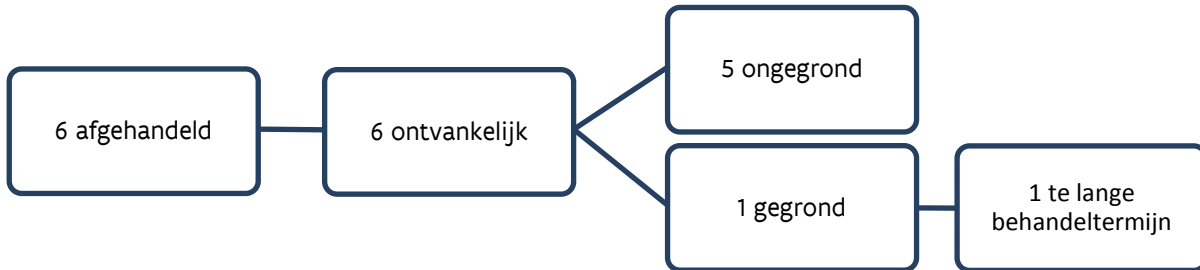 6 afgehandeld
6 ontvankelijk
5 ongegrond
1 gegrond
1 te lange
behandeltermijn